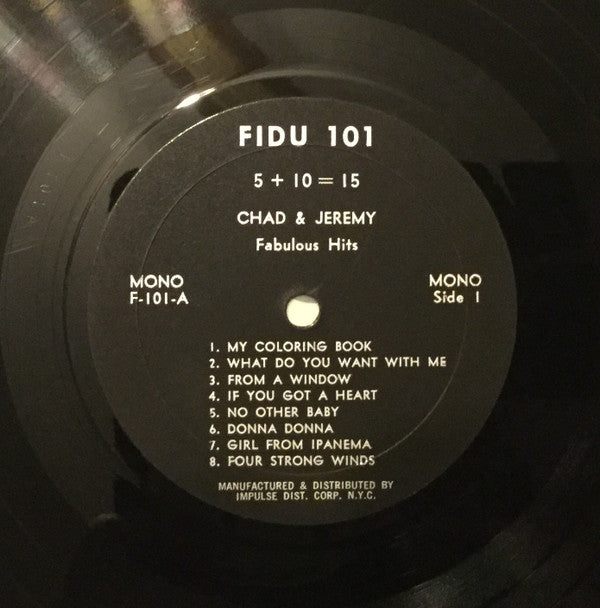 FIDU 101
5 + 10 = 15
CHAD & JEREMY
Fabulous Hits
MONO MONO
F-101-A Side 1
1. MY COLORING BOOK
2. WHAT DO YOU WANT WITH ME
3. FROM A WINDOW
4. IF YOU GOT A HEART
5. NO OTHER BABY
6. DONNA DONNA
7. GIRL FROM IPANEMA
8. FOUR STRONG WINDS
MANUFACTURED & DISTRIBUTED BY
IMPULSE DIST. CORP. N.Y.C.